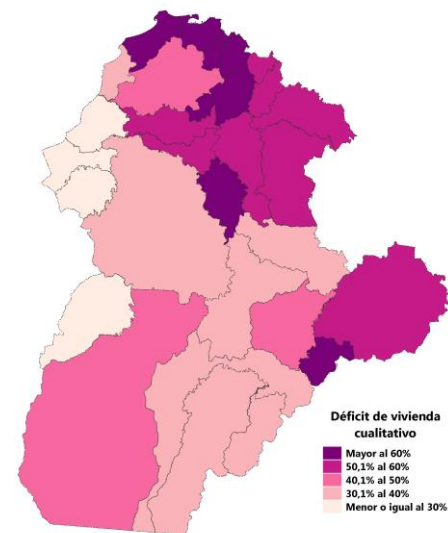 Déficit de vivienda
cualitativo
Mayor al 60%
50,1% al 60%
40,1% al 50%
30,1% al 40%
Menor o igual al 30%